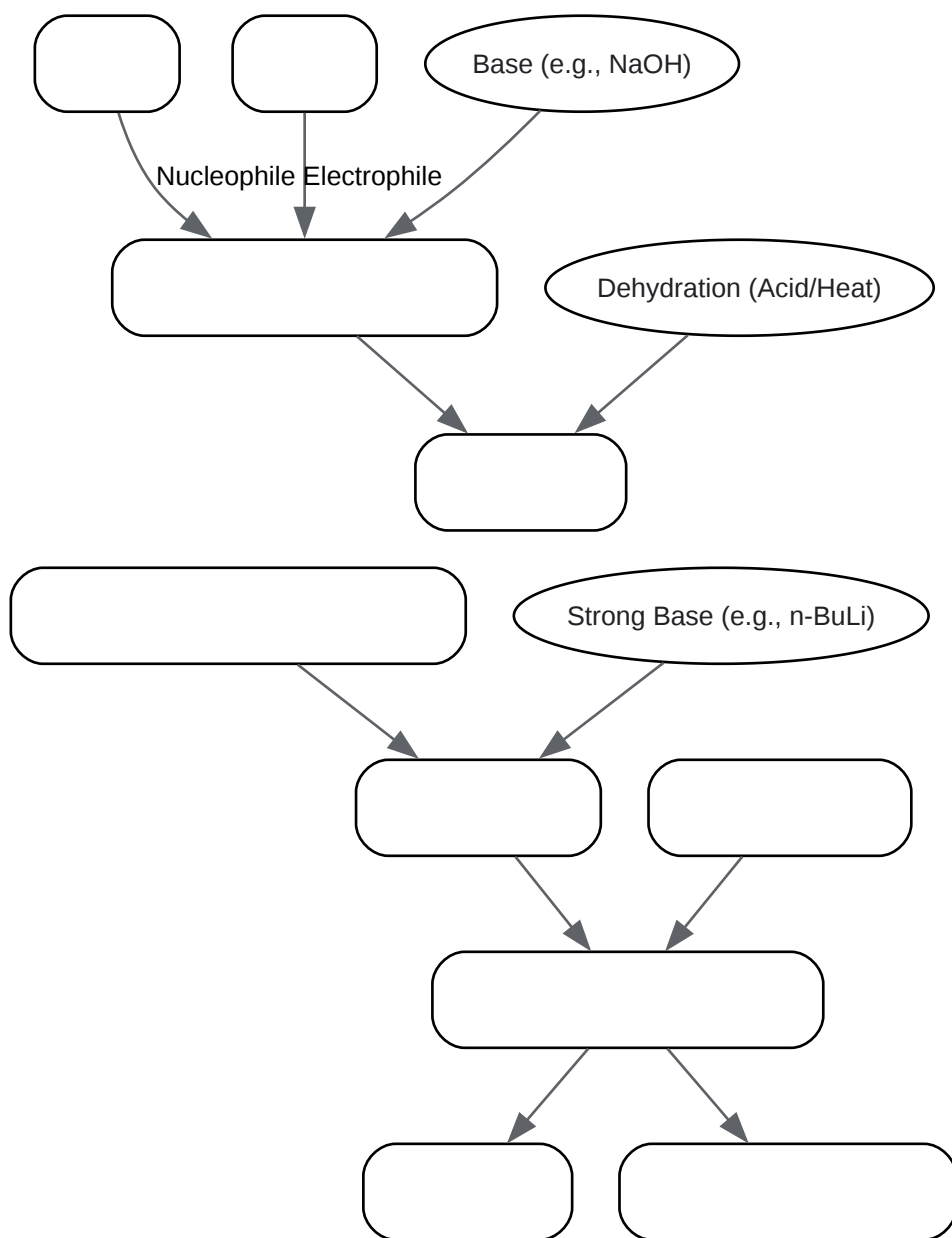 Base (e.g., NaOH)
Nucleophile
Electrophile
Dehydration (Acid/Heat)
Strong Base (e.g., n-BuLi)